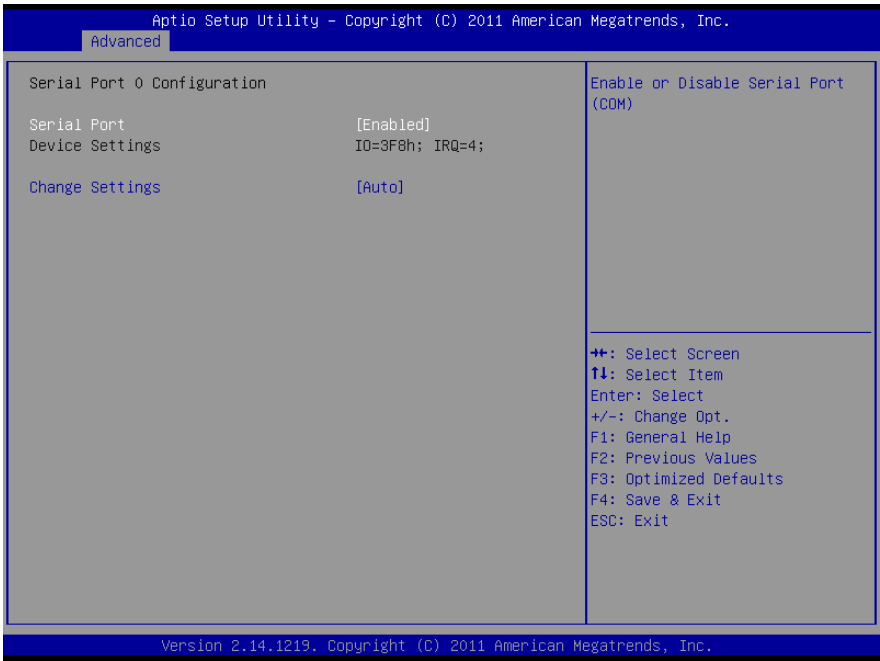 Aptio Setup Utility – Copyright (C) 2011 American Megatrends, Inc.
Advanced
Serial Port 0 Configuration
Serial Port [Enabled]
Device Settings IO=3F8h; IRQ=4;
Change Settings [Auto]
Enable or Disable Serial Port
(COM)
→←: Select Screen
↑↓: Select Item
Enter: Select
+/-: Change Opt.
F1: General Help
F2: Previous Values
F3: Optimized Defaults
F4: Save & Exit
ESC: Exit
Version 2.14.1219. Copyright (C) 2011 American Megatrends, Inc.